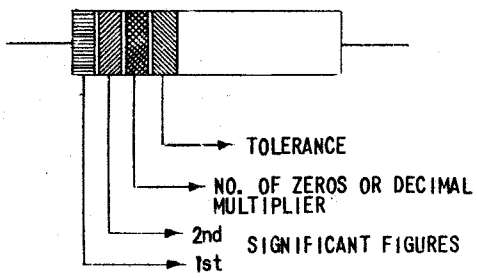 TOLERANCE
NO. OF ZEROS OR DECIMAL
MULTIPLIER
2nd
SIGNIFICANT FIGURES
1st